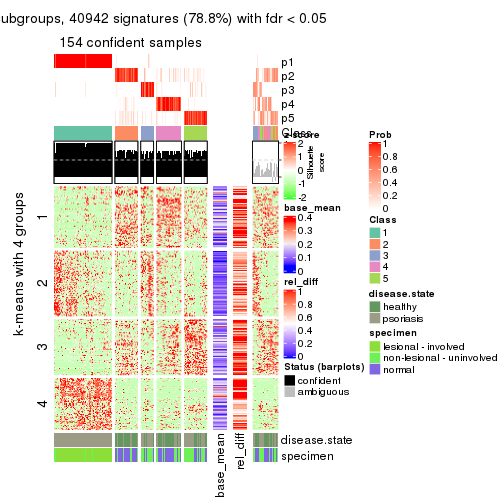 ubgroups, 40942 signatures (78.8%) with fdr < 0.05
154 confident samples
p1
p2
p3
p4
p5
Class
Silhouette
score
k-means with 4 groups
1
2
3
4
disease.state
specimen
base_mean
rel_diff
z-score
2
1
0
-1
-2
base_mean
0.4
0.3
0.2
0.1
0
rel_diff
1
0.8
0.6
0.4
0.2
0
Status (barplots)
confident
ambiguous
Prob
1
0.8
0.6
0.4
0.2
0
Class
1
2
3
4
5
disease.state
healthy
psoriasis
specimen
lesional - involved
non-lesional - uninvolved
normal